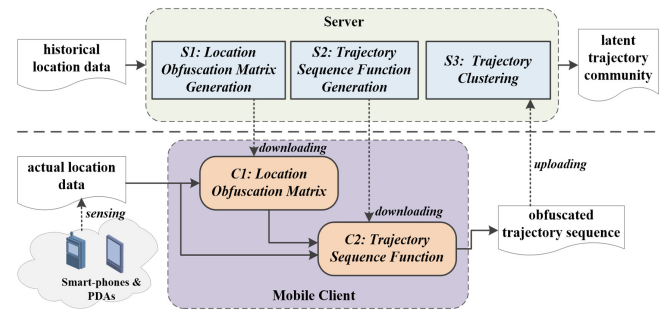 Server
historical
location data
S1: Location
Obfuscation Matrix
Generation
S2: Trajectory
Sequence Function
Generation
S3: Trajectory
Clustering
latent
trajectory
community
downloading
uploading
actual location
data
C1: Location
Obfuscation Matrix
sensing
downloading
obfuscated
trajectory sequence
C2: Trajectory
Sequence Function
Smart-phones &
PDAs
Mobile Client